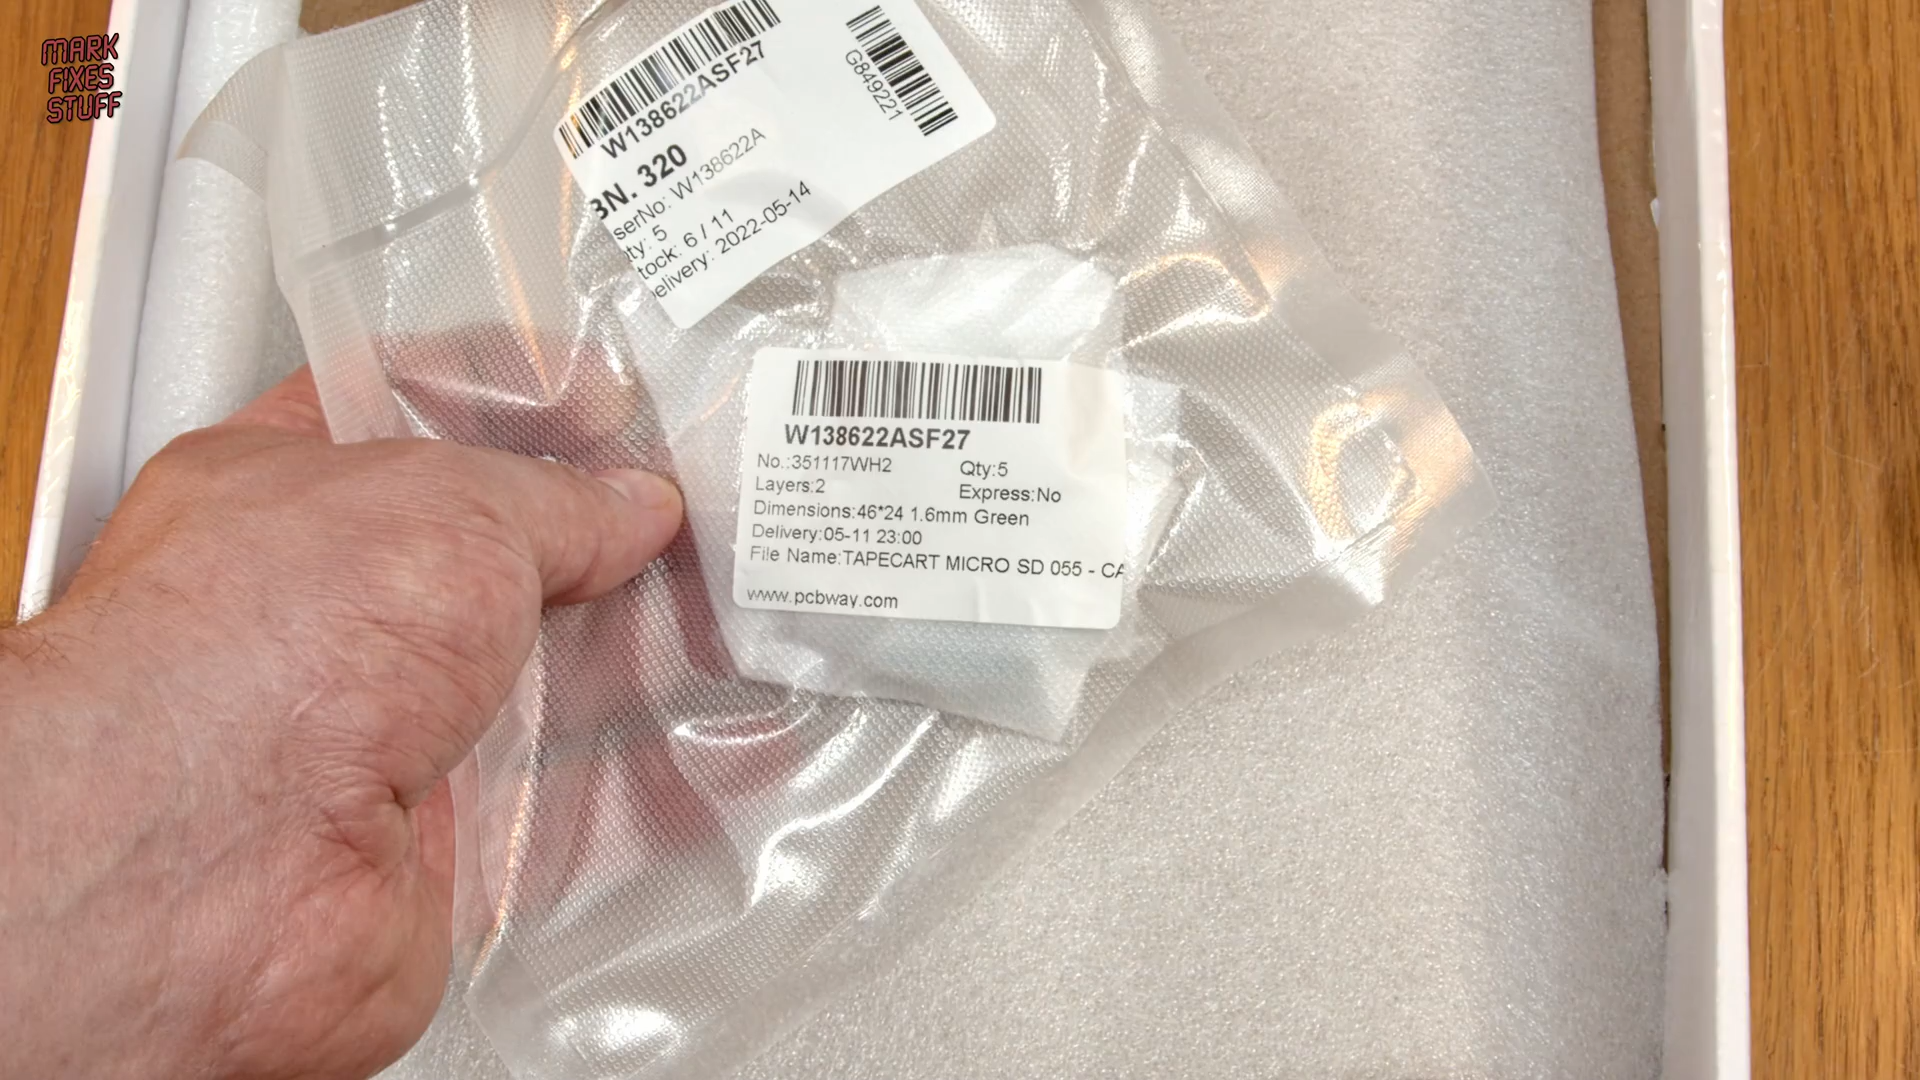 MARK
FIXES
STUFF
W138622ASF27
G849221
BN. 320
serNo: W138622A
ty: 5
tock: 6 / 11
elivery: 2022-05-14
W138622ASF27
No.:351117WH2 Qty:5
Layers:2 Express:No
Dimensions:46*24 1.6mm Green
Delivery:05-11 23:00
File Name:TAPECART MICRO SD 055 - CA
www.pcbway.com